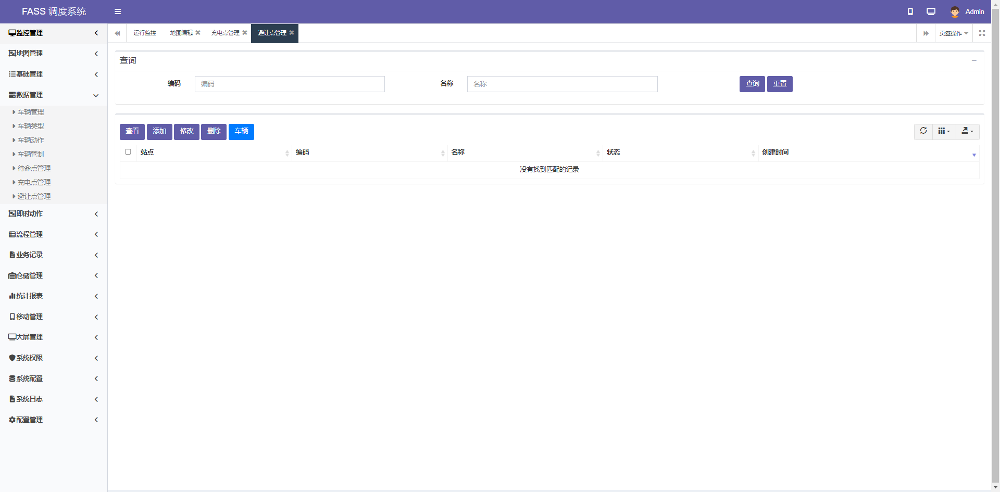 FASS 调度系统
Admin
监控管理
地图管理
基础管理
数据管理
车辆管理
车辆类型
车辆动作
车辆管制
待命点管理
充电点管理
避让点管理
即时动作
流程管理
业务记录
仓储管理
统计报表
移动管理
大屏管理
系统权限
系统配置
系统日志
配置管理
运行监控 地图编辑 充电点管理 避让点管理 页签操作
查询
编码 编码 名称 名称 查询 重置
查看 添加 修改 删除 车辆
站点 编码 名称 状态 创建时间
没有找到匹配的记录